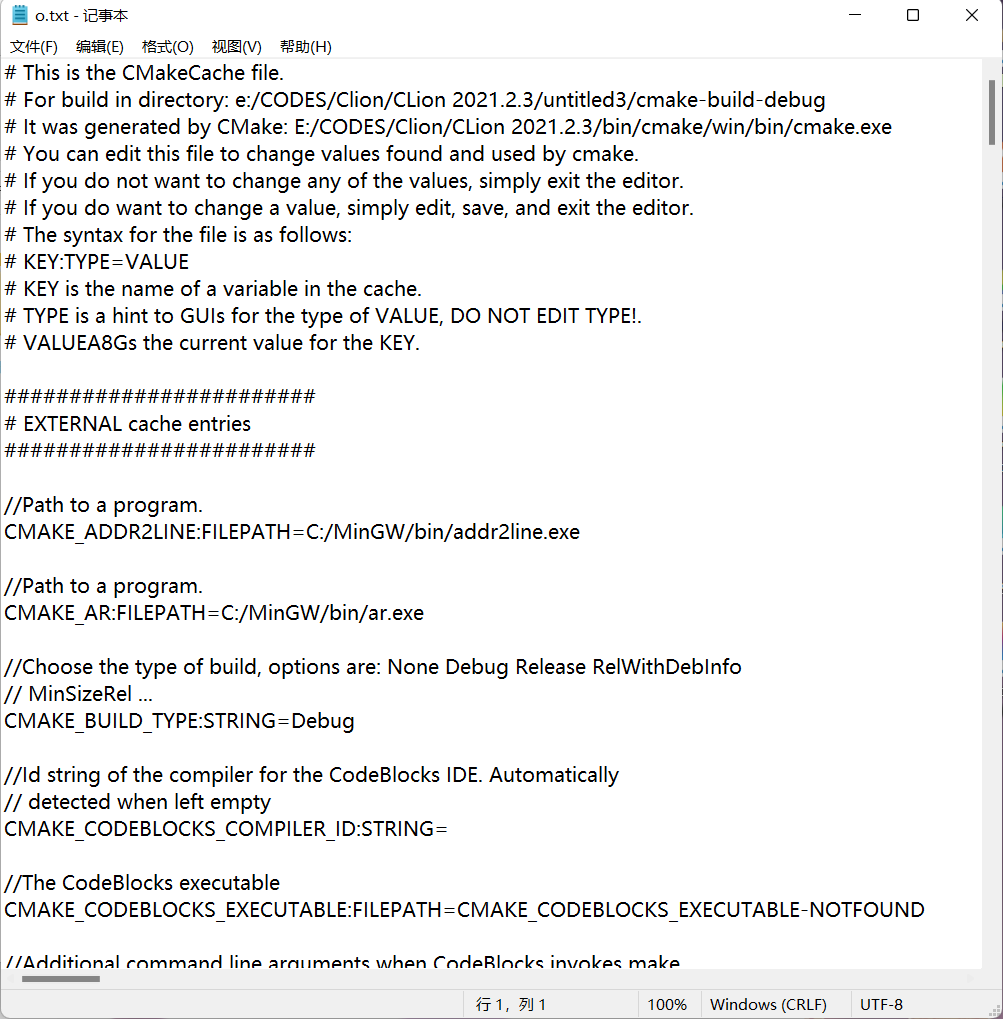 o.txt - 记事本
文件(F) 编辑(E) 格式(O) 视图(V) 帮助(H)
# This is the CMakeCache file.
# For build in directory: e:/CODES/Clion/CLion 2021.2.3/untitled3/cmake-build-debug
# It was generated by CMake: E:/CODES/Clion/CLion 2021.2.3/bin/cmake/win/bin/cmake.exe
# You can edit this file to change values found and used by cmake.
# If you do not want to change any of the values, simply exit the editor.
# If you do want to change a value, simply edit, save, and exit the editor.
# The syntax for the file is as follows:
# KEY:TYPE=VALUE
# KEY is the name of a variable in the cache.
# TYPE is a hint to GUIs for the type of VALUE, DO NOT EDIT TYPE!.
# VALUEA8Gs the current value for the KEY.
########################
# EXTERNAL cache entries
########################
//Path to a program.
CMAKE_ADDR2LINE:FILEPATH=C:/MinGW/bin/addr2line.exe
//Path to a program.
CMAKE_AR:FILEPATH=C:/MinGW/bin/ar.exe
//Choose the type of build, options are: None Debug Release RelWithDebInfo
// MinSizeRel ...
CMAKE_BUILD_TYPE:STRING=Debug
//Id string of the compiler for the CodeBlocks IDE. Automatically
// detected when left empty
CMAKE_CODEBLOCKS_COMPILER_ID:STRING=
//The CodeBlocks executable
CMAKE_CODEBLOCKS_EXECUTABLE:FILEPATH=CMAKE_CODEBLOCKS_EXECUTABLE-NOTFOUND
//Additional command line arguments when CodeBlocks invokes make.
行 1，列 1 100% Windows (CRLF) UTF-8